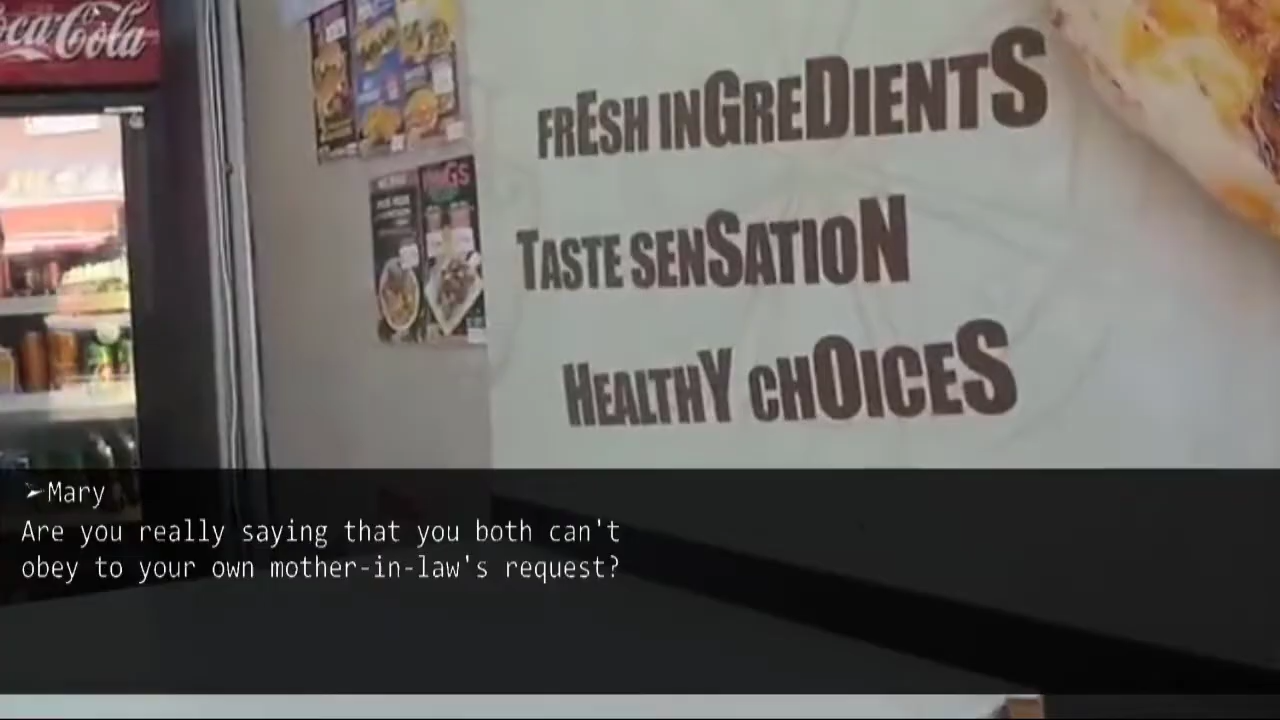 Coca-Cola
FRESH INGREDIENTS
TASTE SENSATION
HEALTHY CHOICES
➢Mary
Are you really saying that you both can't
obey to your own mother-in-law's request?